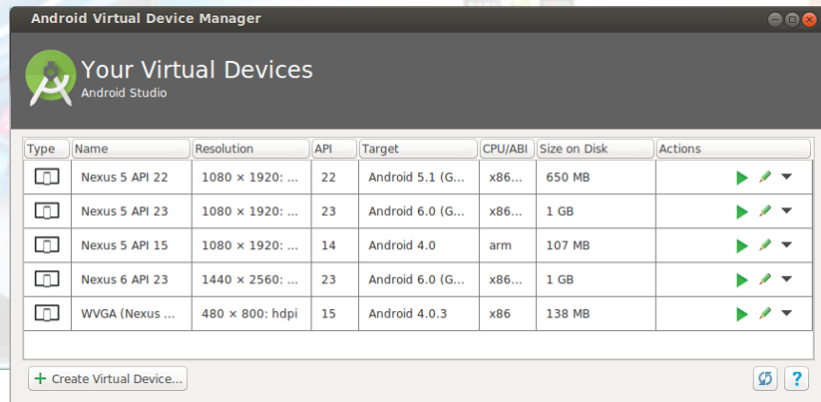 Android Virtual Device Manager
Your Virtual Devices
Android Studio
Type Name Resolution API Target CPU/ABI Size on Disk Actions
Nexus 5 API 22 1080 × 1920: ... 22 Android 5.1 (G... x86... 650 MB
Nexus 5 API 23 1080 × 1920: ... 23 Android 6.0 (G... x86... 1 GB
Nexus 5 API 15 1080 × 1920: ... 14 Android 4.0 arm 107 MB
Nexus 6 API 23 1440 × 2560: ... 23 Android 6.0 (G... x86... 1 GB
WVGA (Nexus ... 480 × 800: hdpi 15 Android 4.0.3 x86 138 MB
+ Create Virtual Device... ?